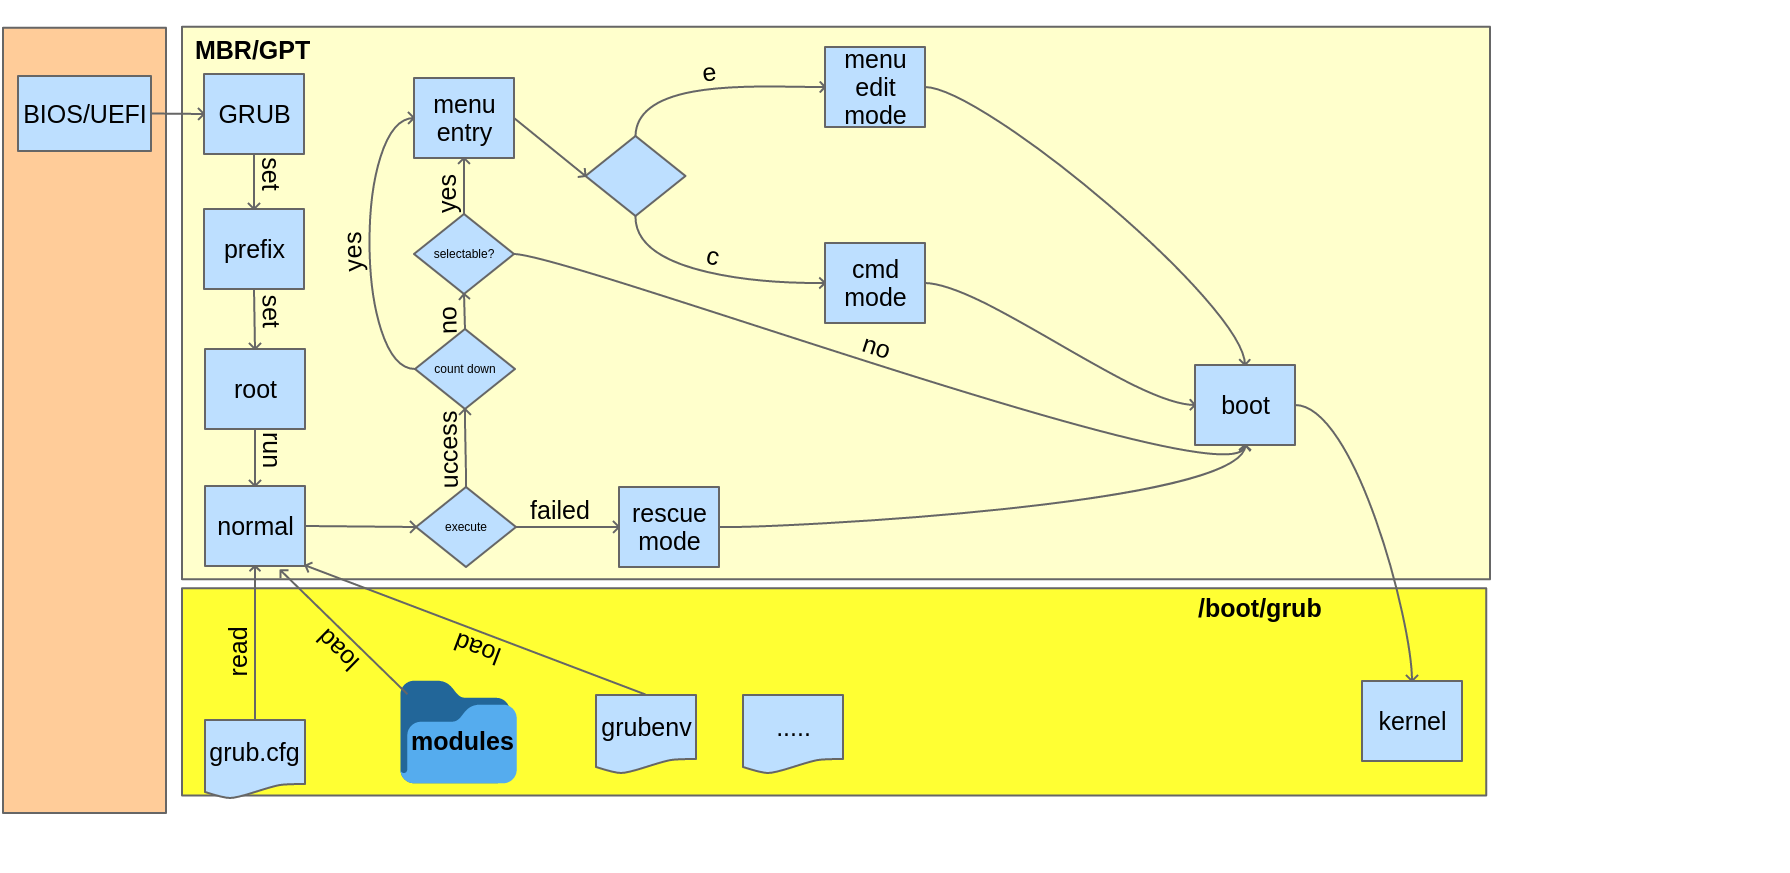 MBR/GPT
BIOS/UEFI
GRUB
set
prefix
set
root
run
normal
menu
entry
yes
yes
selectable?
no
count down
uccess
execute
failed
rescue
mode
e
menu
edit
mode
c
cmd
mode
no
boot
/boot/grub
read
load
load
grub.cfg
modules
grubenv
.....
kernel